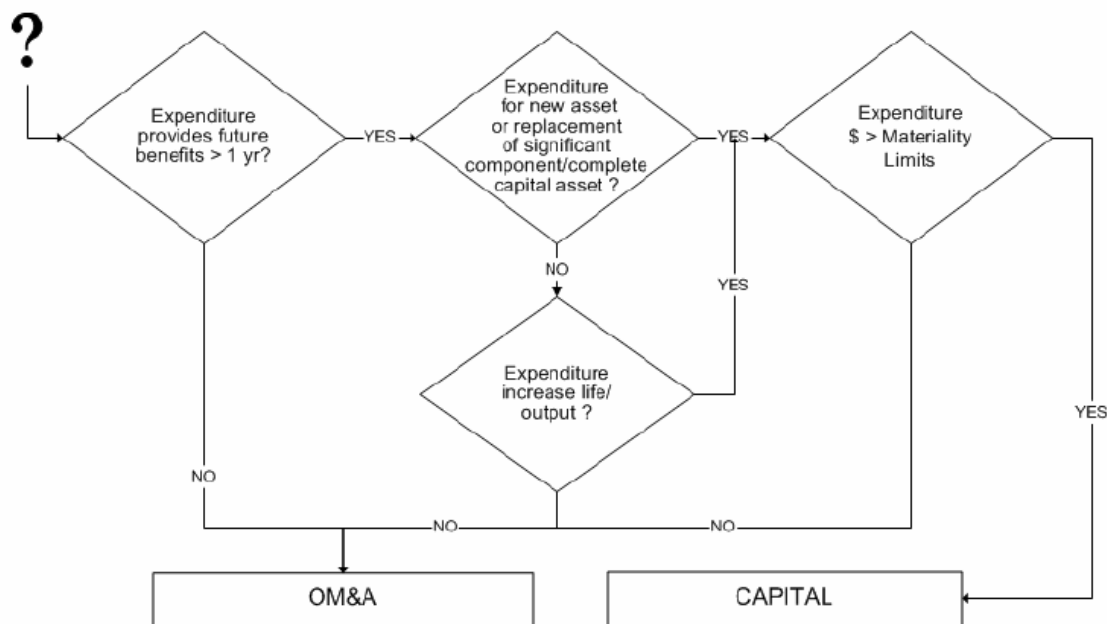 ?
Expenditure
provides future
benefits > 1 yr?
YES
Expenditure
for new asset
or replacement
of significant
component/complete
capital asset ?
YES
Expenditure
$ > Materiality
Limits
NO
YES
Expenditure
increase life/
output ?
YES
NO
NO
NO
OM&A
CAPITAL